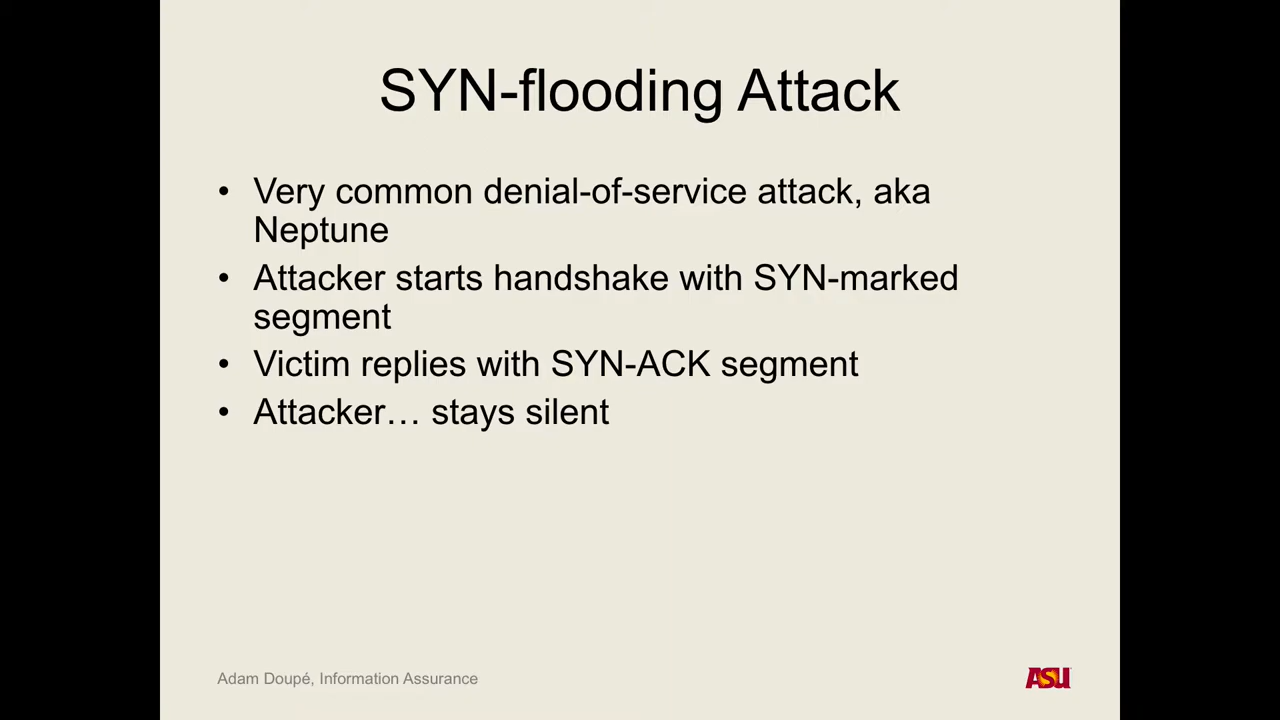 SYN-flooding Attack
• Very common denial-of-service attack, aka
Neptune
• Attacker starts handshake with SYN-marked
segment
• Victim replies with SYN-ACK segment
• Attacker… stays silent
Adam Doupé, Information Assurance
ASU